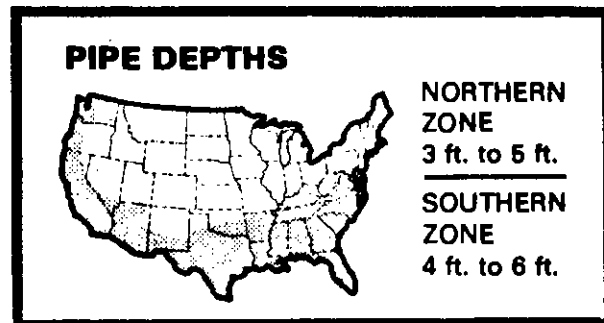 PIPE DEPTHS
NORTHERN
ZONE
3 ft. to 5 ft.
SOUTHERN
ZONE
4 ft. to 6 ft.